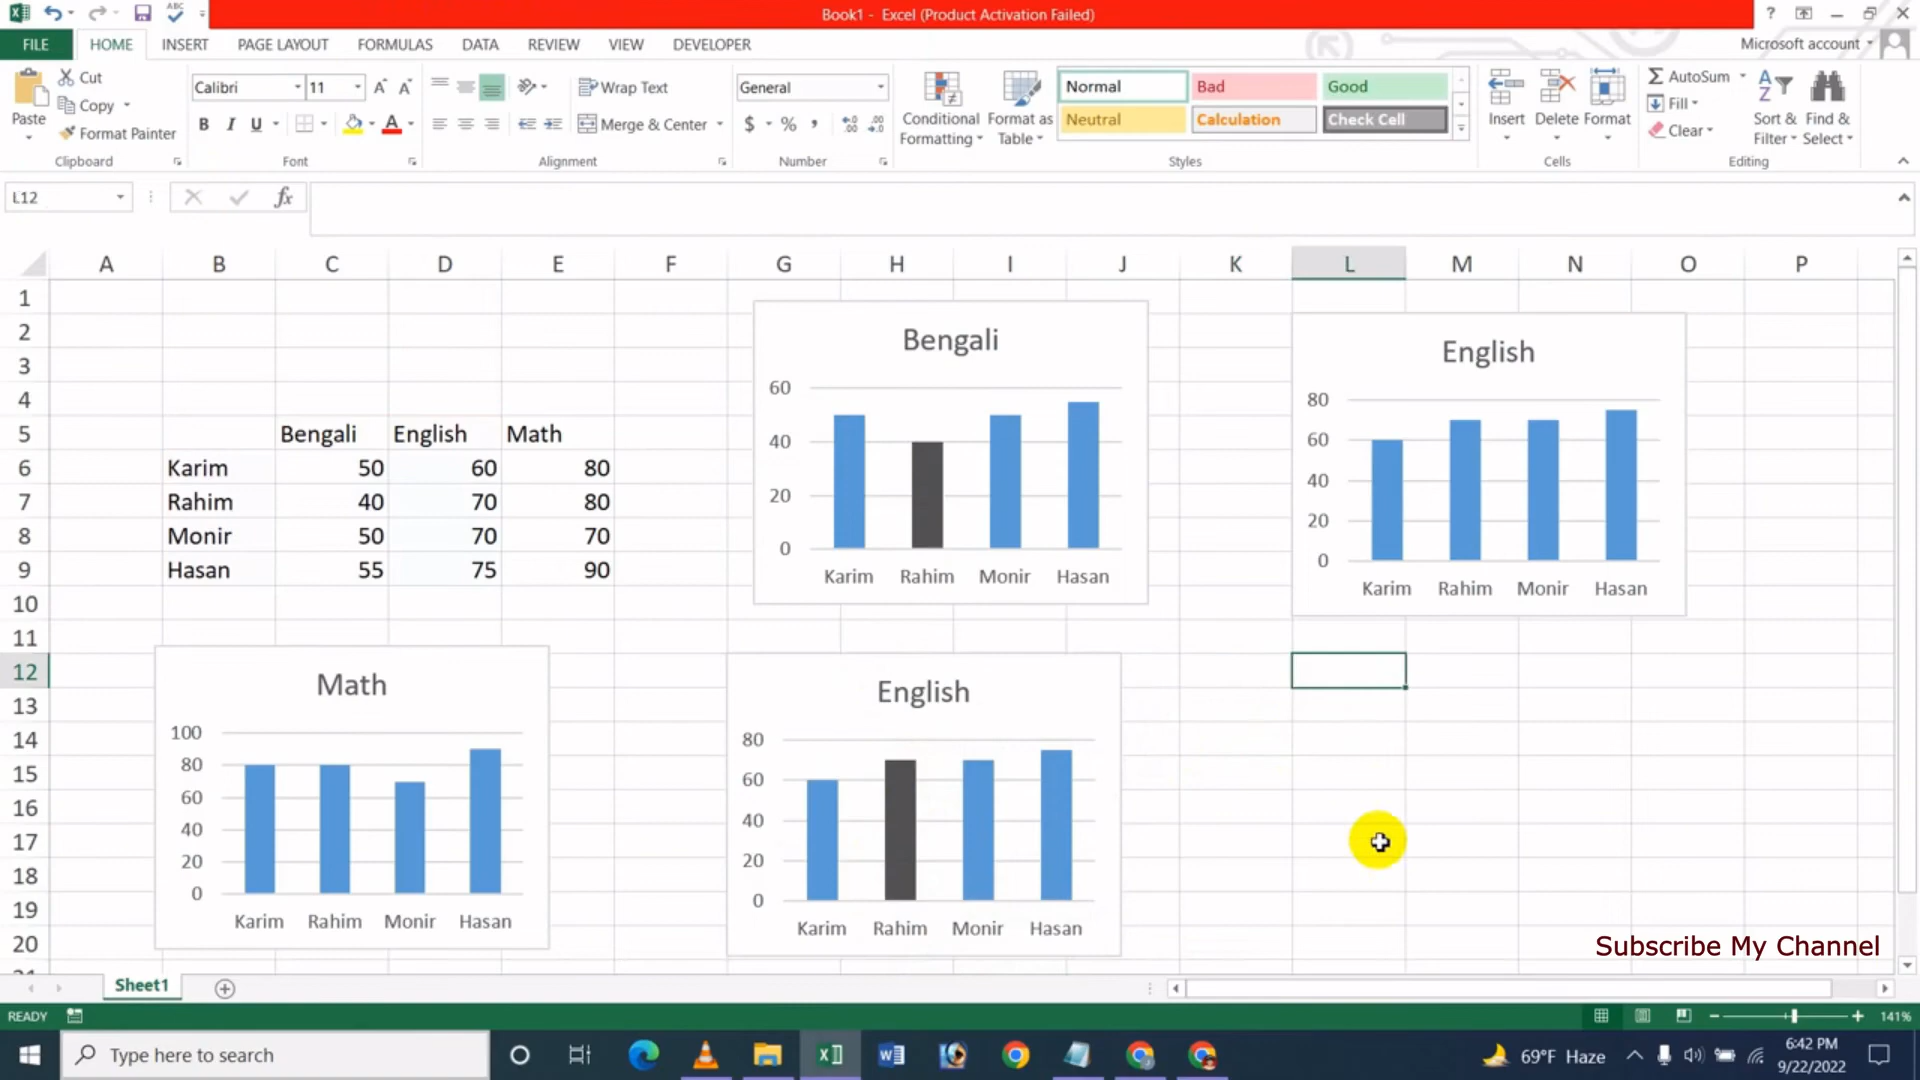 ABC
Book1 - Excel (Product Activation Failed)
?
FILE
HOME
INSERT
PAGE LAYOUT
FORMULAS
DATA
REVIEW
VIEW
DEVELOPER
Microsoft account
Paste
Cut
Copy
Format Painter
Clipboard
Calibri
11
B I U
Font
Wrap Text
Merge & Center
Alignment
General
$ % ,
Number
Conditional Formatting
Format as Table
Normal
Bad
Good
Neutral
Calculation
Check Cell
Styles
Insert
Delete
Format
Cells
AutoSum
Fill
Clear
Sort & Filter
Find & Select
Editing
L12
fx
A B C D E F G H I J K L M N O P
1
2
3
4
5
6
7
8
9
10
11
12
13
14
15
16
17
18
19
20
Bengali English Math
Karim 50 60 80
Rahim 40 70 80
Monir 50 70 70
Hasan 55 75 90
Bengali
60
40
20
0
Karim Rahim Monir Hasan
English
80
60
40
20
0
Karim Rahim Monir Hasan
Math
100
80
60
40
20
0
Karim Rahim Monir Hasan
English
80
60
40
20
0
Karim Rahim Monir Hasan
Subscribe My Channel
Sheet1
READY
141%
Type here to search
69°F Haze
6:42 PM
9/22/2022